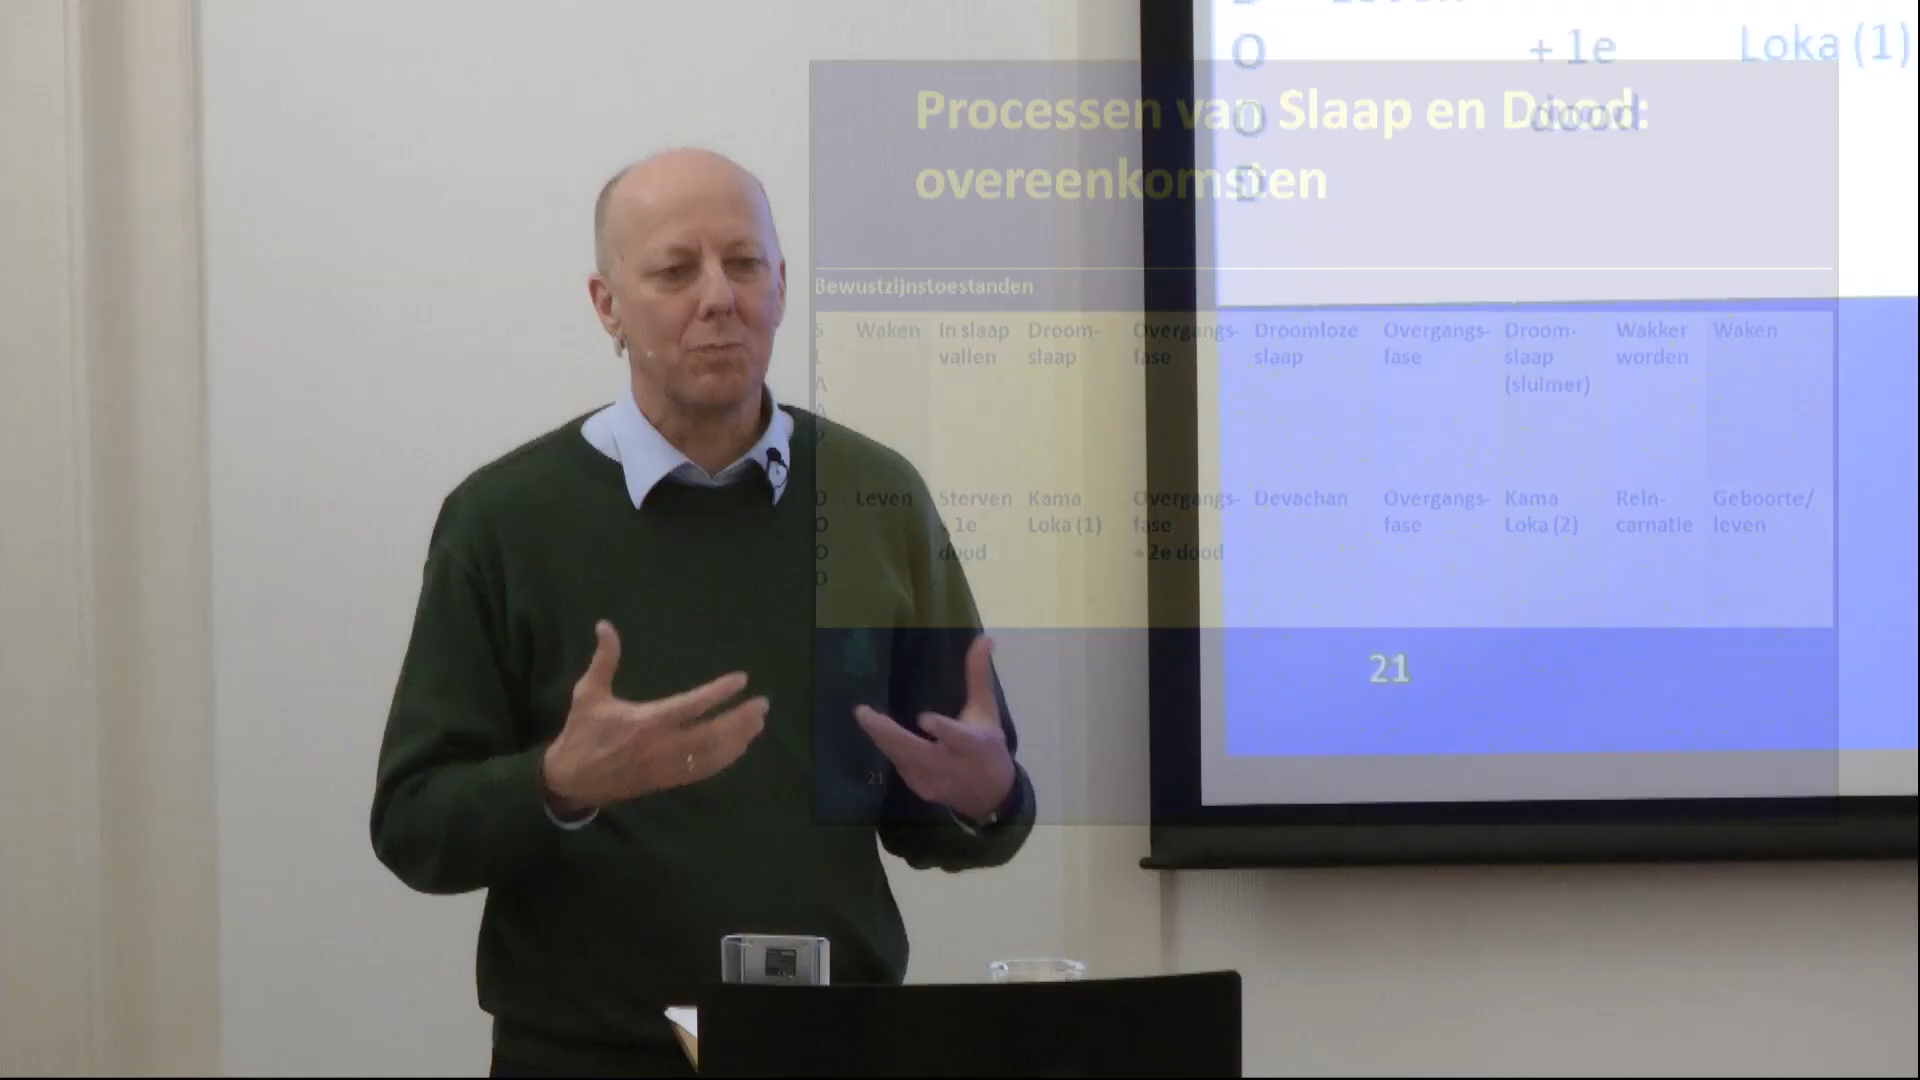 O + 1e Loka (1)
O dood
D
Processen van Slaap en Dood:
overeenkomsten
Bewustzijnstoestanden
S Waken In slaap Droom- Overgangs- Droomloze Overgangs- Droom- Wakker Waken
L vallen slaap fase slaap fase slaap worden
A (sluimer)
A
P
D Leven Sterven Kama Overgangs- Devachan Overgangs- Kama Rein- Geboorte/
O + 1e Loka (1) fase fase Loka (2) carnatie leven
O dood + 2e dood
D
21
21